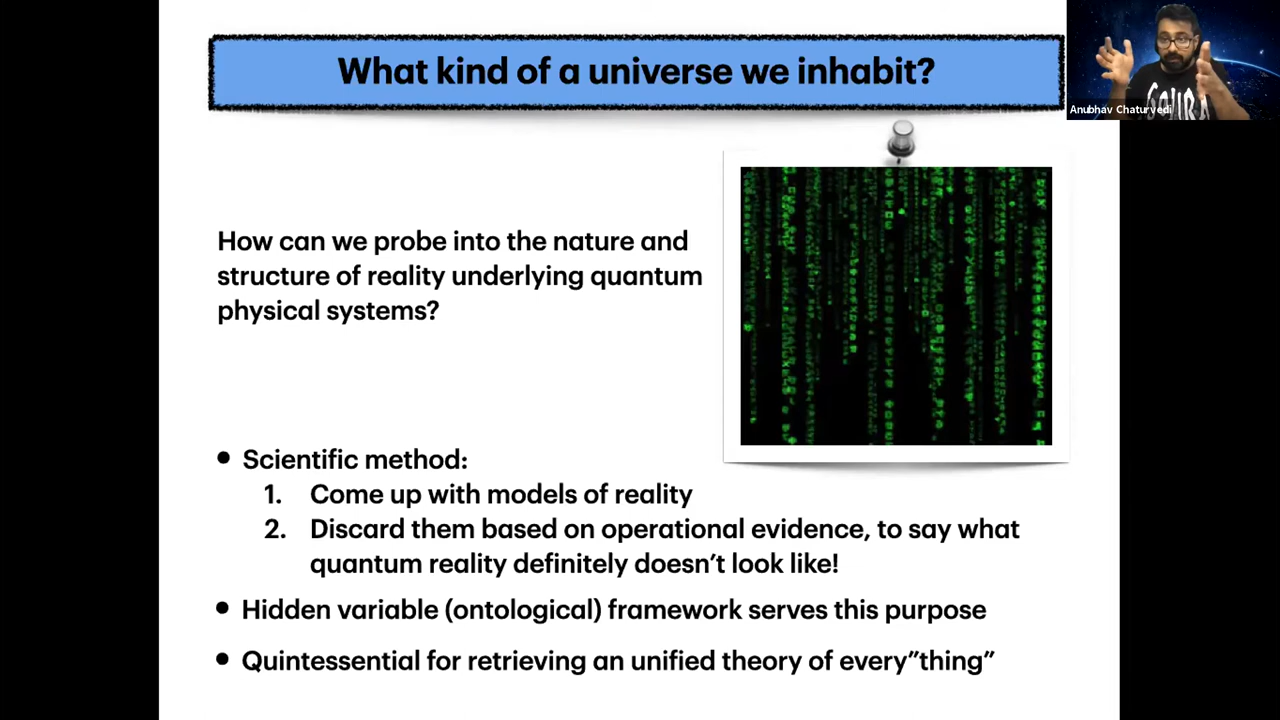 What kind of a universe we inhabit?
Anubhav Chaturvedi
How can we probe into the nature and
structure of reality underlying quantum
physical systems?
• Scientific method:
1. Come up with models of reality
2. Discard them based on operational evidence, to say what
quantum reality definitely doesn't look like!
• Hidden variable (ontological) framework serves this purpose
• Quintessential for retrieving an unified theory of every"thing"